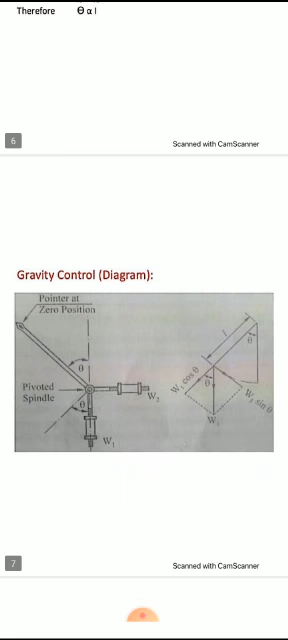 Therefore Θ α I
6
Scanned with CamScanner
Gravity Control (Diagram):
Pointer at
Zero Position
θ
Pivoted
Spindle
θ
W₂
W₁
l
θ
W₁ cos θ
θ
W₁ sin θ
7
Scanned with CamScanner